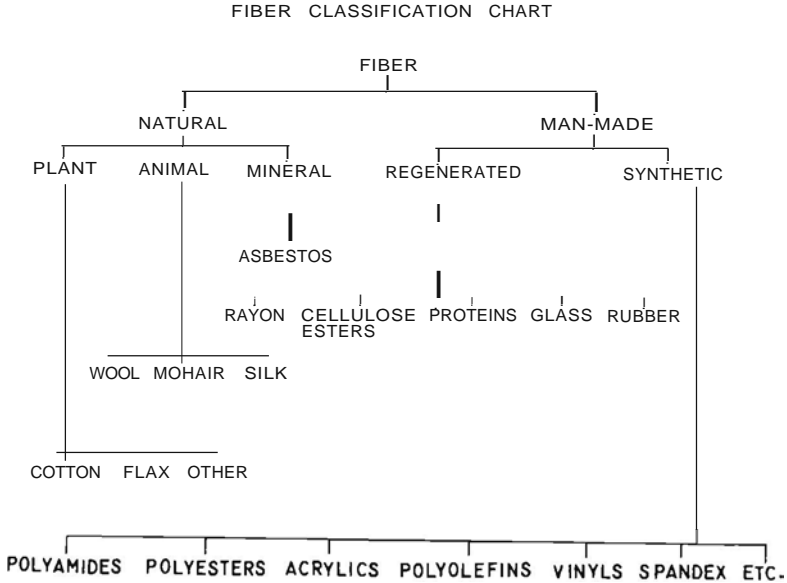 FIBER CLASSIFICATION CHART
FIBER
NATURAL MAN-MADE
PLANT ANIMAL MINERAL REGENERATED SYNTHETIC
ASBESTOS
RAYON CELLULOSE PROTEINS GLASS RUBBER
ESTERS
WOOL MOHAIR SILK
COTTON FLAX OTHER
POLYAMIDES POLYESTERS ACRYLICS POLYOLEFINS VINYLS SPANDEX ETC.